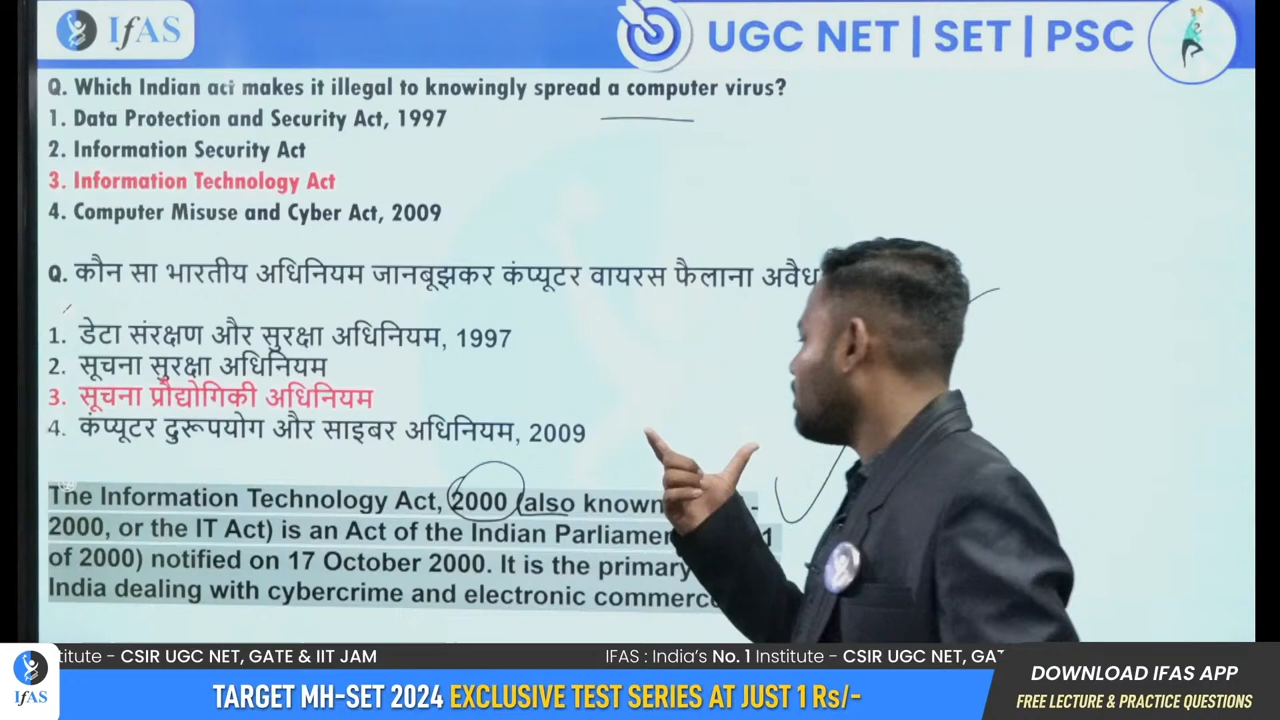 IfAS
UGC NET | SET | PSC
Q. Which Indian act makes it illegal to knowingly spread a computer virus?
1. Data Protection and Security Act, 1997
2. Information Security Act
3. Information Technology Act
4. Computer Misuse and Cyber Act, 2009
Q. कौन सा भारतीय अधिनियम जानबूझकर कंप्यूटर वायरस फैलाना अवैध
1. डेटा संरक्षण और सुरक्षा अधिनियम, 1997
2. सूचना सुरक्षा अधिनियम
3. सूचना प्रौद्योगिकी अधिनियम
4. कंप्यूटर दुरूपयोग और साइबर अधिनियम, 2009
The Information Technology Act, 2000 (also known
2000, or the IT Act) is an Act of the Indian
of 2000) notified on 17 October 2000. It is the primary
India dealing with cybercrime and electronic
titute - CSIR UGC NET, GATE & IIT JAM IFAS : India's No. 1 Institute - CSIR UGC NET,
IfAS
TARGET MH-SET 2024 EXCLUSIVE TEST SERIES AT JUST 1 Rs/-
DOWNLOAD IFAS APP
FREE LECTURE & PRACTICE QUESTIONS